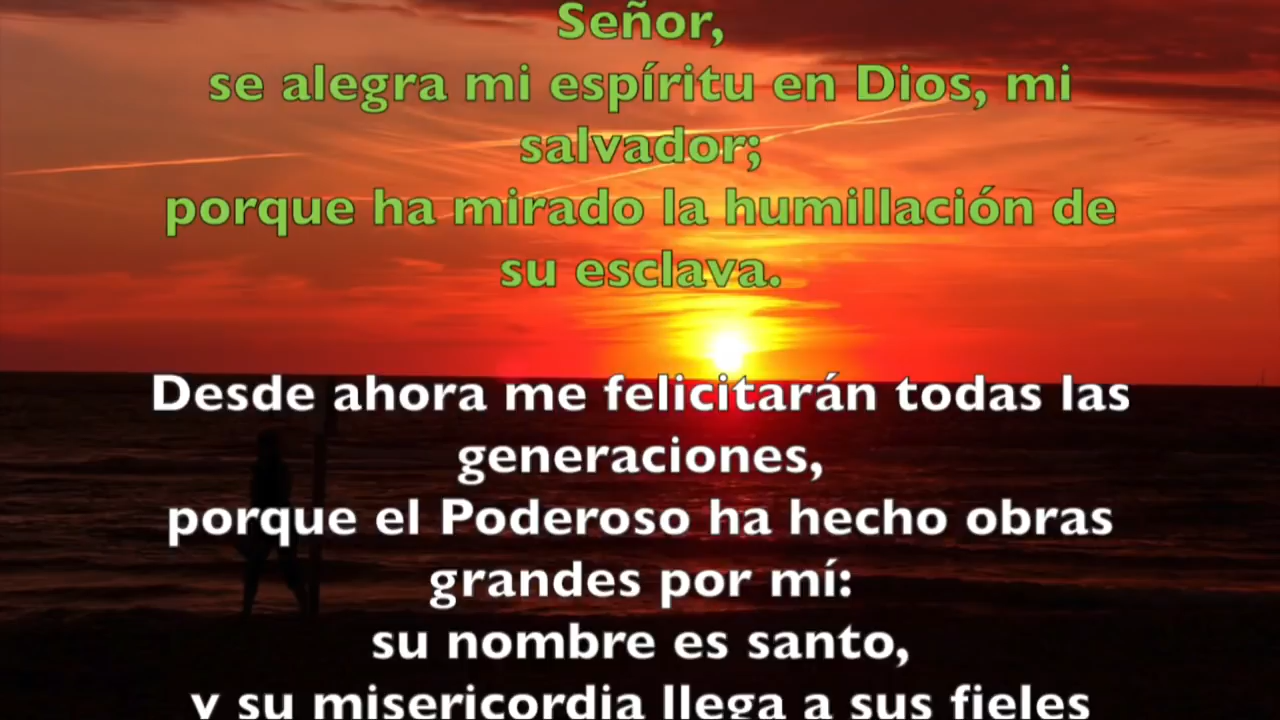 Señor,
se alegra mi espíritu en Dios, mi
salvador;
porque ha mirado la humillación de
su esclava.
Desde ahora me felicitarán todas las
generaciones,
porque el Poderoso ha hecho obras
grandes por mí:
su nombre es santo,
y su misericordia llega a sus fieles